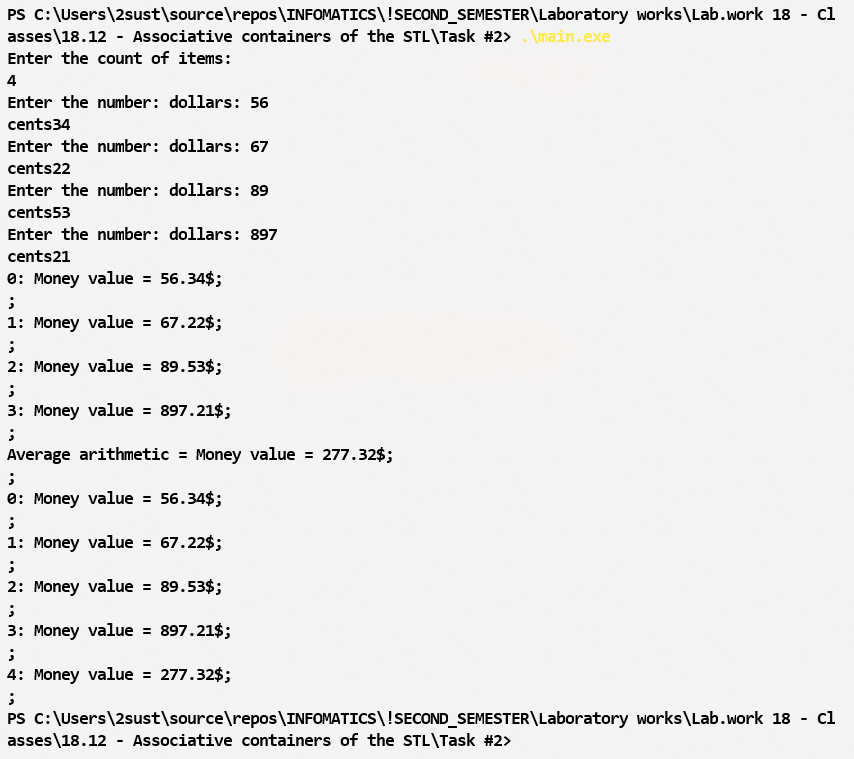 PS C:\Users\2sust\source\repos\INFOMATICS\!SECOND_SEMESTER\Laboratory works\Lab.work 18 - Cl
asses\18.12 - Associative containers of the STL\Task #2> .\main.exe
Enter the count of items:
4
Enter the number: dollars: 56
cents34
Enter the number: dollars: 67
cents22
Enter the number: dollars: 89
cents53
Enter the number: dollars: 897
cents21
0: Money value = 56.34$;
;
1: Money value = 67.22$;
;
2: Money value = 89.53$;
;
3: Money value = 897.21$;
;
Average arithmetic = Money value = 277.32$;
;
0: Money value = 56.34$;
;
1: Money value = 67.22$;
;
2: Money value = 89.53$;
;
3: Money value = 897.21$;
;
4: Money value = 277.32$;
;
PS C:\Users\2sust\source\repos\INFOMATICS\!SECOND_SEMESTER\Laboratory works\Lab.work 18 - Cl
asses\18.12 - Associative containers of the STL\Task #2>